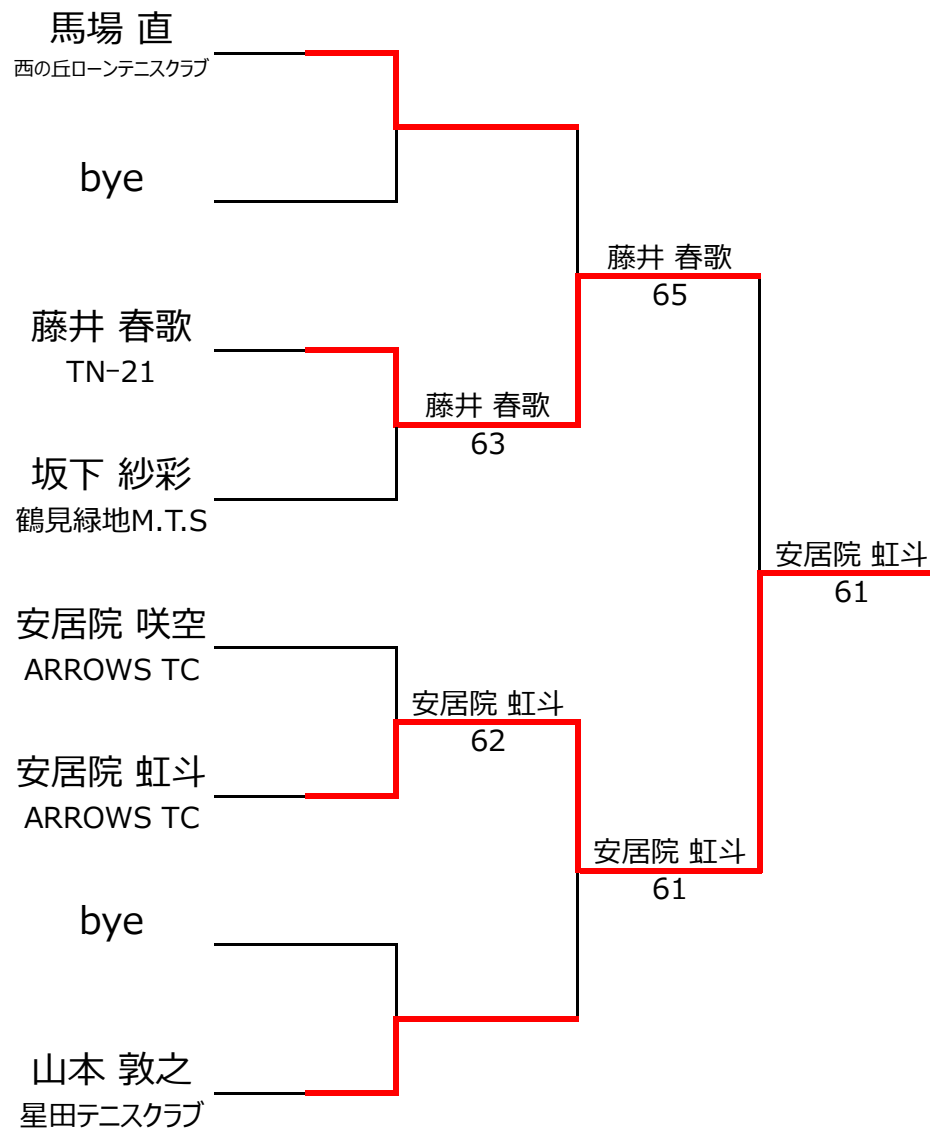 馬場 直
西の丘ローンテニスクラブ
bye
藤井 春歌
TN-21
坂下 紗彩
鶴見緑地M.T.S
安居院 咲空
ARROWS TC
安居院 虹斗
ARROWS TC
bye
山本 敦之
星田テニスクラブ
藤井 春歌
63
安居院 虹斗
62
藤井 春歌
65
安居院 虹斗
61
安居院 虹斗
61